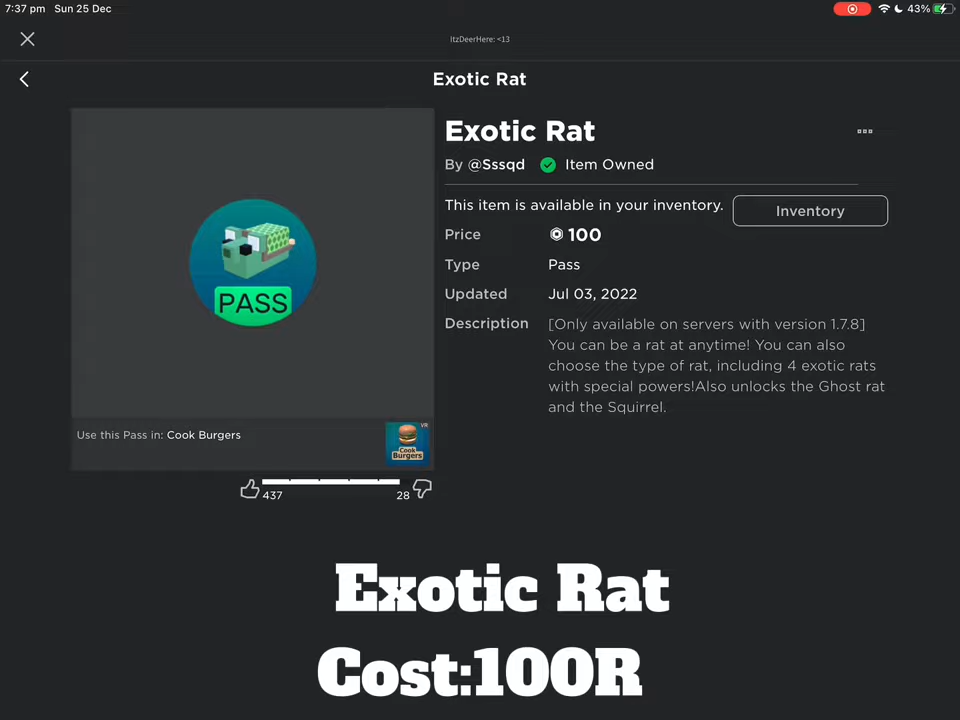 7:37 pm Sun 25 Dec
43%
ItzDeerHere: <13
Exotic Rat
Exotic Rat
By @Sssqd Item Owned
This item is available in your inventory.
Inventory
Price 100
Type Pass
Updated Jul 03, 2022
Description [Only available on servers with version 1.7.8]
You can be a rat at anytime! You can also
choose the type of rat, including 4 exotic rats
with special powers!Also unlocks the Ghost rat
and the Squirrel.
PASS
Use this Pass in: Cook Burgers
VR
Cook
Burgers
437
28
Exotic Rat
Cost:100R